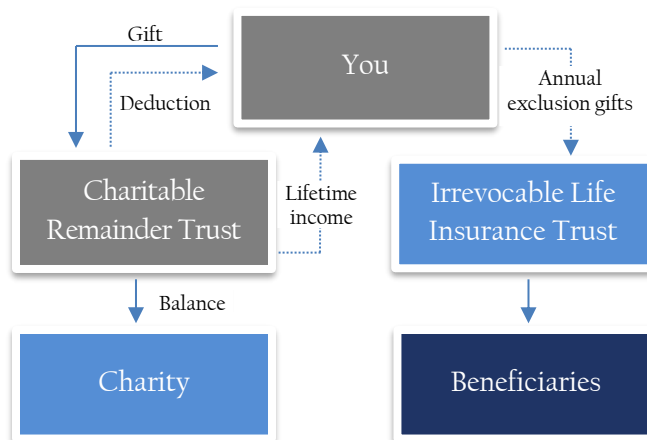 Gift
You
Deduction
Annual
exclusion gifts
Charitable
Remainder Trust
Lifetime
income
Irrevocable Life
Insurance Trust
Balance
Charity
Beneficiaries